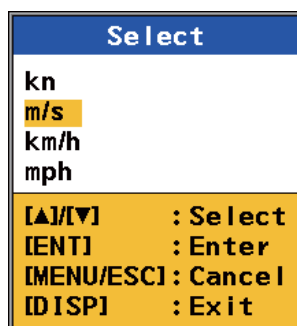 Select
kn
m/s
km/h
mph
[▲]/[▼] : Select
[ENT] : Enter
[MENU/ESC] : Cancel
[DISP] : Exit